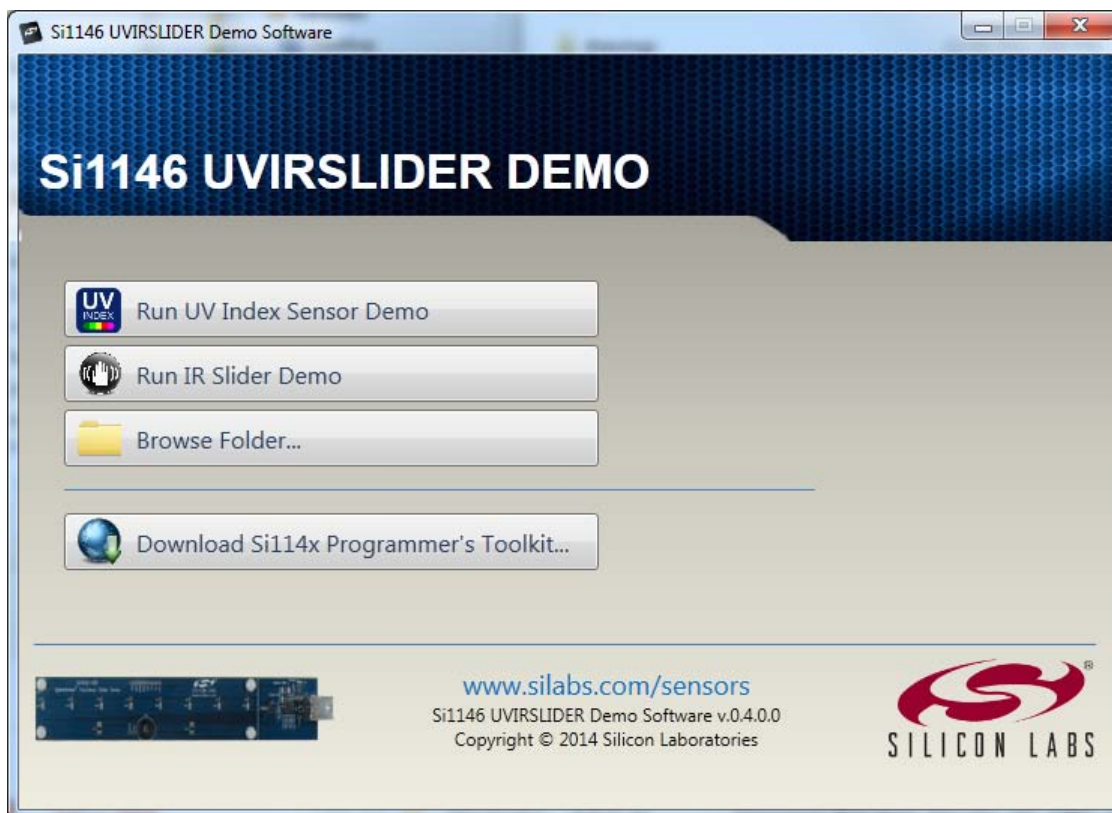 Si1146 UVIRSLIDER Demo Software
Si1146 UVIRSLIDER DEMO
UV
INDEX
Run UV Index Sensor Demo
Run IR Slider Demo
Browse Folder...
Download Si114x Programmer's Toolkit...
www.silabs.com/sensors
Si1146 UVIRSLIDER Demo Software v.0.4.0.0
Copyright © 2014 Silicon Laboratories
®
SILICON LABS